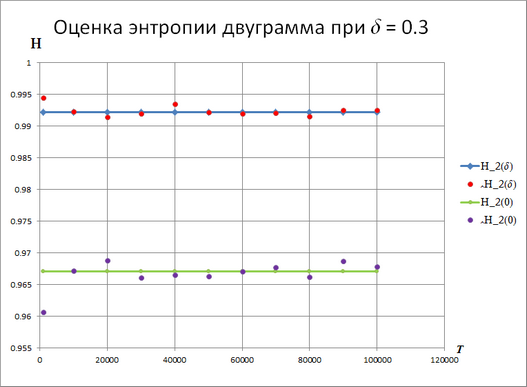 Оценка энтропии двуграмма при δ = 0.3
H
1
0.995
0.99
0.985
0.98
0.975
0.97
0.965
0.96
0.955
0 20000 40000 60000 80000 100000 120000
T
H_2(δ)
~H_2(δ)
H_2(0)
~H_2(0)